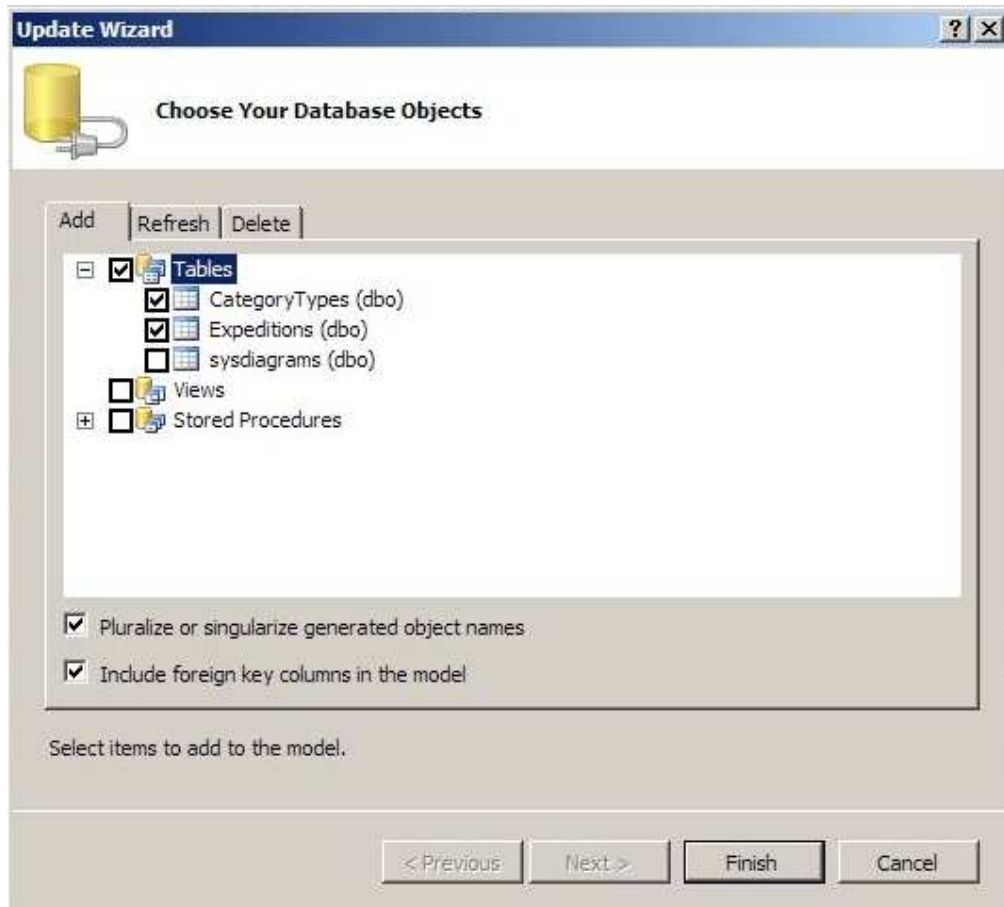 Update Wizard
Choose Your Database Objects
Add Refresh Delete
Tables
CategoryTypes (dbo)
Expeditions (dbo)
sysdiagrams (dbo)
Views
Stored Procedures
Pluralize or singularize generated object names
Include foreign key columns in the model
Select items to add to the model.
< Previous Next > Finish Cancel